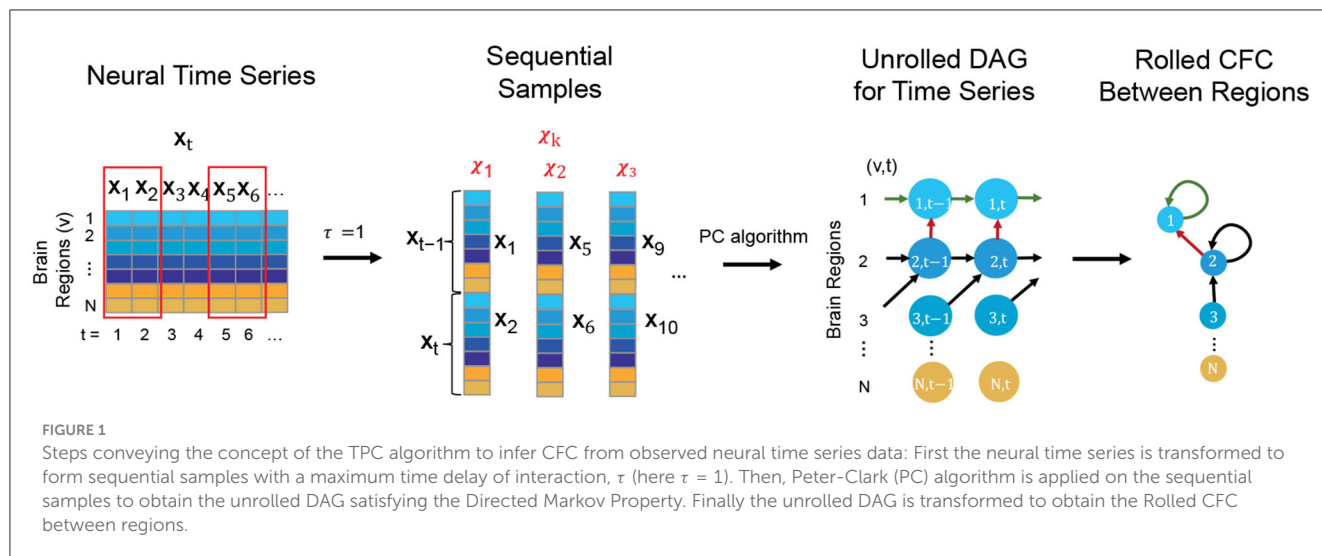 Neural Time Series
Sequential
Samples
Unrolled DAG
for Time Series
Rolled CFC
Between Regions
x_t
x_1 x_2 x_3 x_4 x_5 x_6 ...
Brain
Regions (v)
1
2
⋮
N
t = 1 2 3 4 5 6 ...
τ =1
χ_k
χ_1 χ_2 χ_3
x_{t-1}
x_1 x_5 x_9
...
x_t
x_2 x_6 x_10
PC algorithm
(v,t)
Brain Regions
1 1,t−1 1,t
2 2,t−1 2,t
3 3,t−1 3,t
⋮
N N,t−1 N,t
1
2
3
⋮
N
FIGURE 1
Steps conveying the concept of the TPC algorithm to infer CFC from observed neural time series data: First the neural time series is transformed to
form sequential samples with a maximum time delay of interaction, τ (here τ = 1). Then, Peter-Clark (PC) algorithm is applied on the sequential
samples to obtain the unrolled DAG satisfying the Directed Markov Property. Finally the unrolled DAG is transformed to obtain the Rolled CFC
between regions.